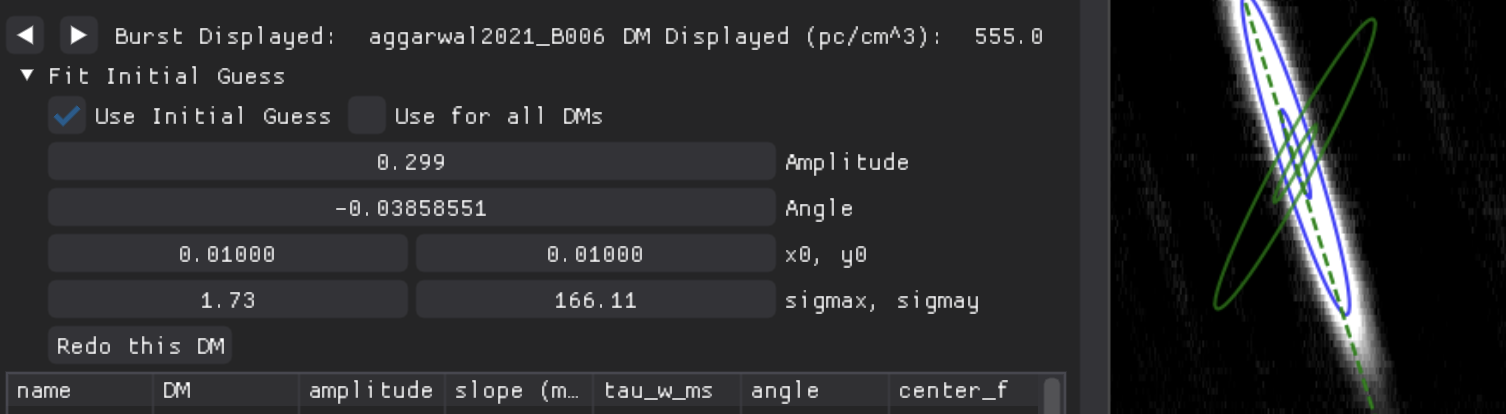 Burst Displayed: aggarwal2021_B006 DM Displayed (pc/cm^3): 555.0
Fit Initial Guess
Use Initial Guess Use for all DMs
0.299 Amplitude
-0.03858551 Angle
0.01000 0.01000 x0, y0
1.73 166.11 sigmax, sigmay
Redo this DM
name DM amplitude slope (m… tau_w_ms angle center_f